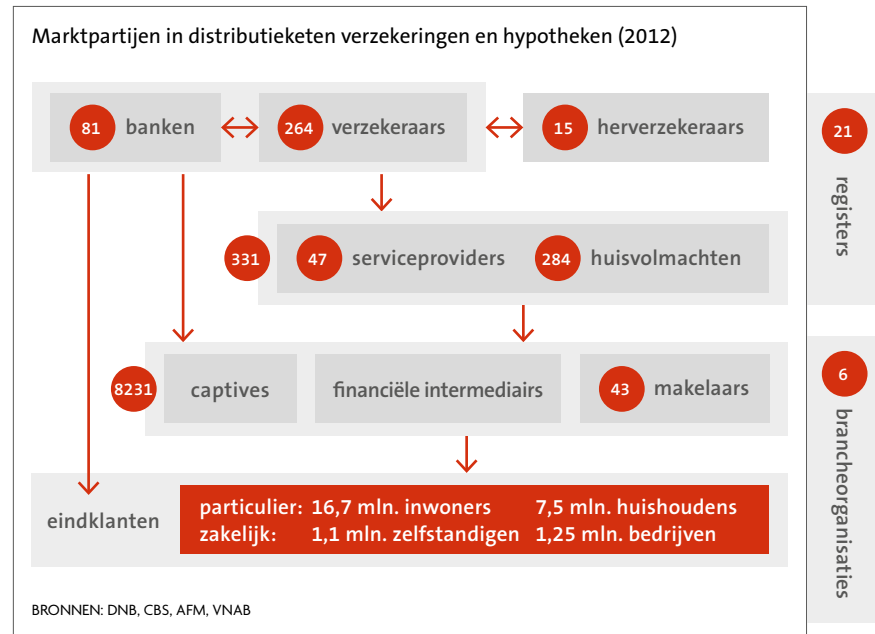 Marktpartijen in distributieketen verzekeringen en hypotheken (2012)
81 banken
264 verzekeraars
15 herverzekeraars
21
registers
331
47 serviceproviders
284 huisvolmachten
8231
captives
financiële intermediairs
43 makelaars
6
brancheorganisaties
eindklanten
particulier: 16,7 mln. inwoners 7,5 mln. huishoudens
zakelijk: 1,1 mln. zelfstandigen 1,25 mln. bedrijven
BRONNEN: DNB, CBS, AFM, VNAB